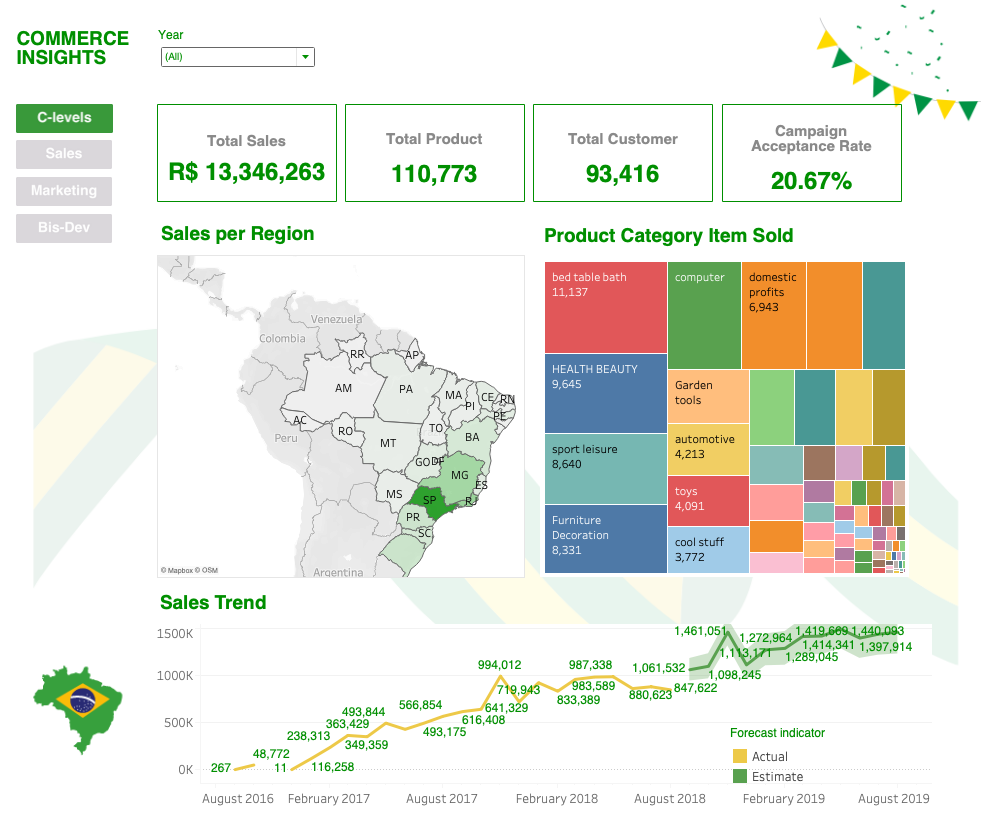 COMMERCE
INSIGHTS
Year
(All)
C-levels
Sales
Marketing
Bis-Dev
Total Sales
R$ 13,346,263
Total Product
110,773
Total Customer
93,416
Campaign
Acceptance Rate
20.67%
Sales per Region
Venezuela
Colombia
RR
AP
AM
PA
MA
CE
RN
PI
PE
AC
Peru
RO
TO
MT
BA
GO
DF
MG
ES
MS
SP
RJ
PR
SC
Argentina
© Mapbox © OSM
Product Category Item Sold
bed table bath
11,137
computer
domestic
profits
6,943
HEALTH BEAUTY
9,645
Garden
tools
sport leisure
8,640
automotive
4,213
toys
4,091
Furniture
Decoration
8,331
cool stuff
3,772
Sales Trend
1500K
1000K
500K
0K
267
48,772
11
238,313
116,258
363,429
349,359
493,844
566,854
493,175
616,408
994,012
641,329
719,943
833,389
987,338
983,589
880,623
1,061,532
847,622
1,461,051
1,098,245
1,113,171
1,272,964
1,289,045
1,419,669
1,414,341
1,440,093
1,397,914
Forecast indicator
Actual
Estimate
August 2016
February 2017
August 2017
February 2018
August 2018
February 2019
August 2019